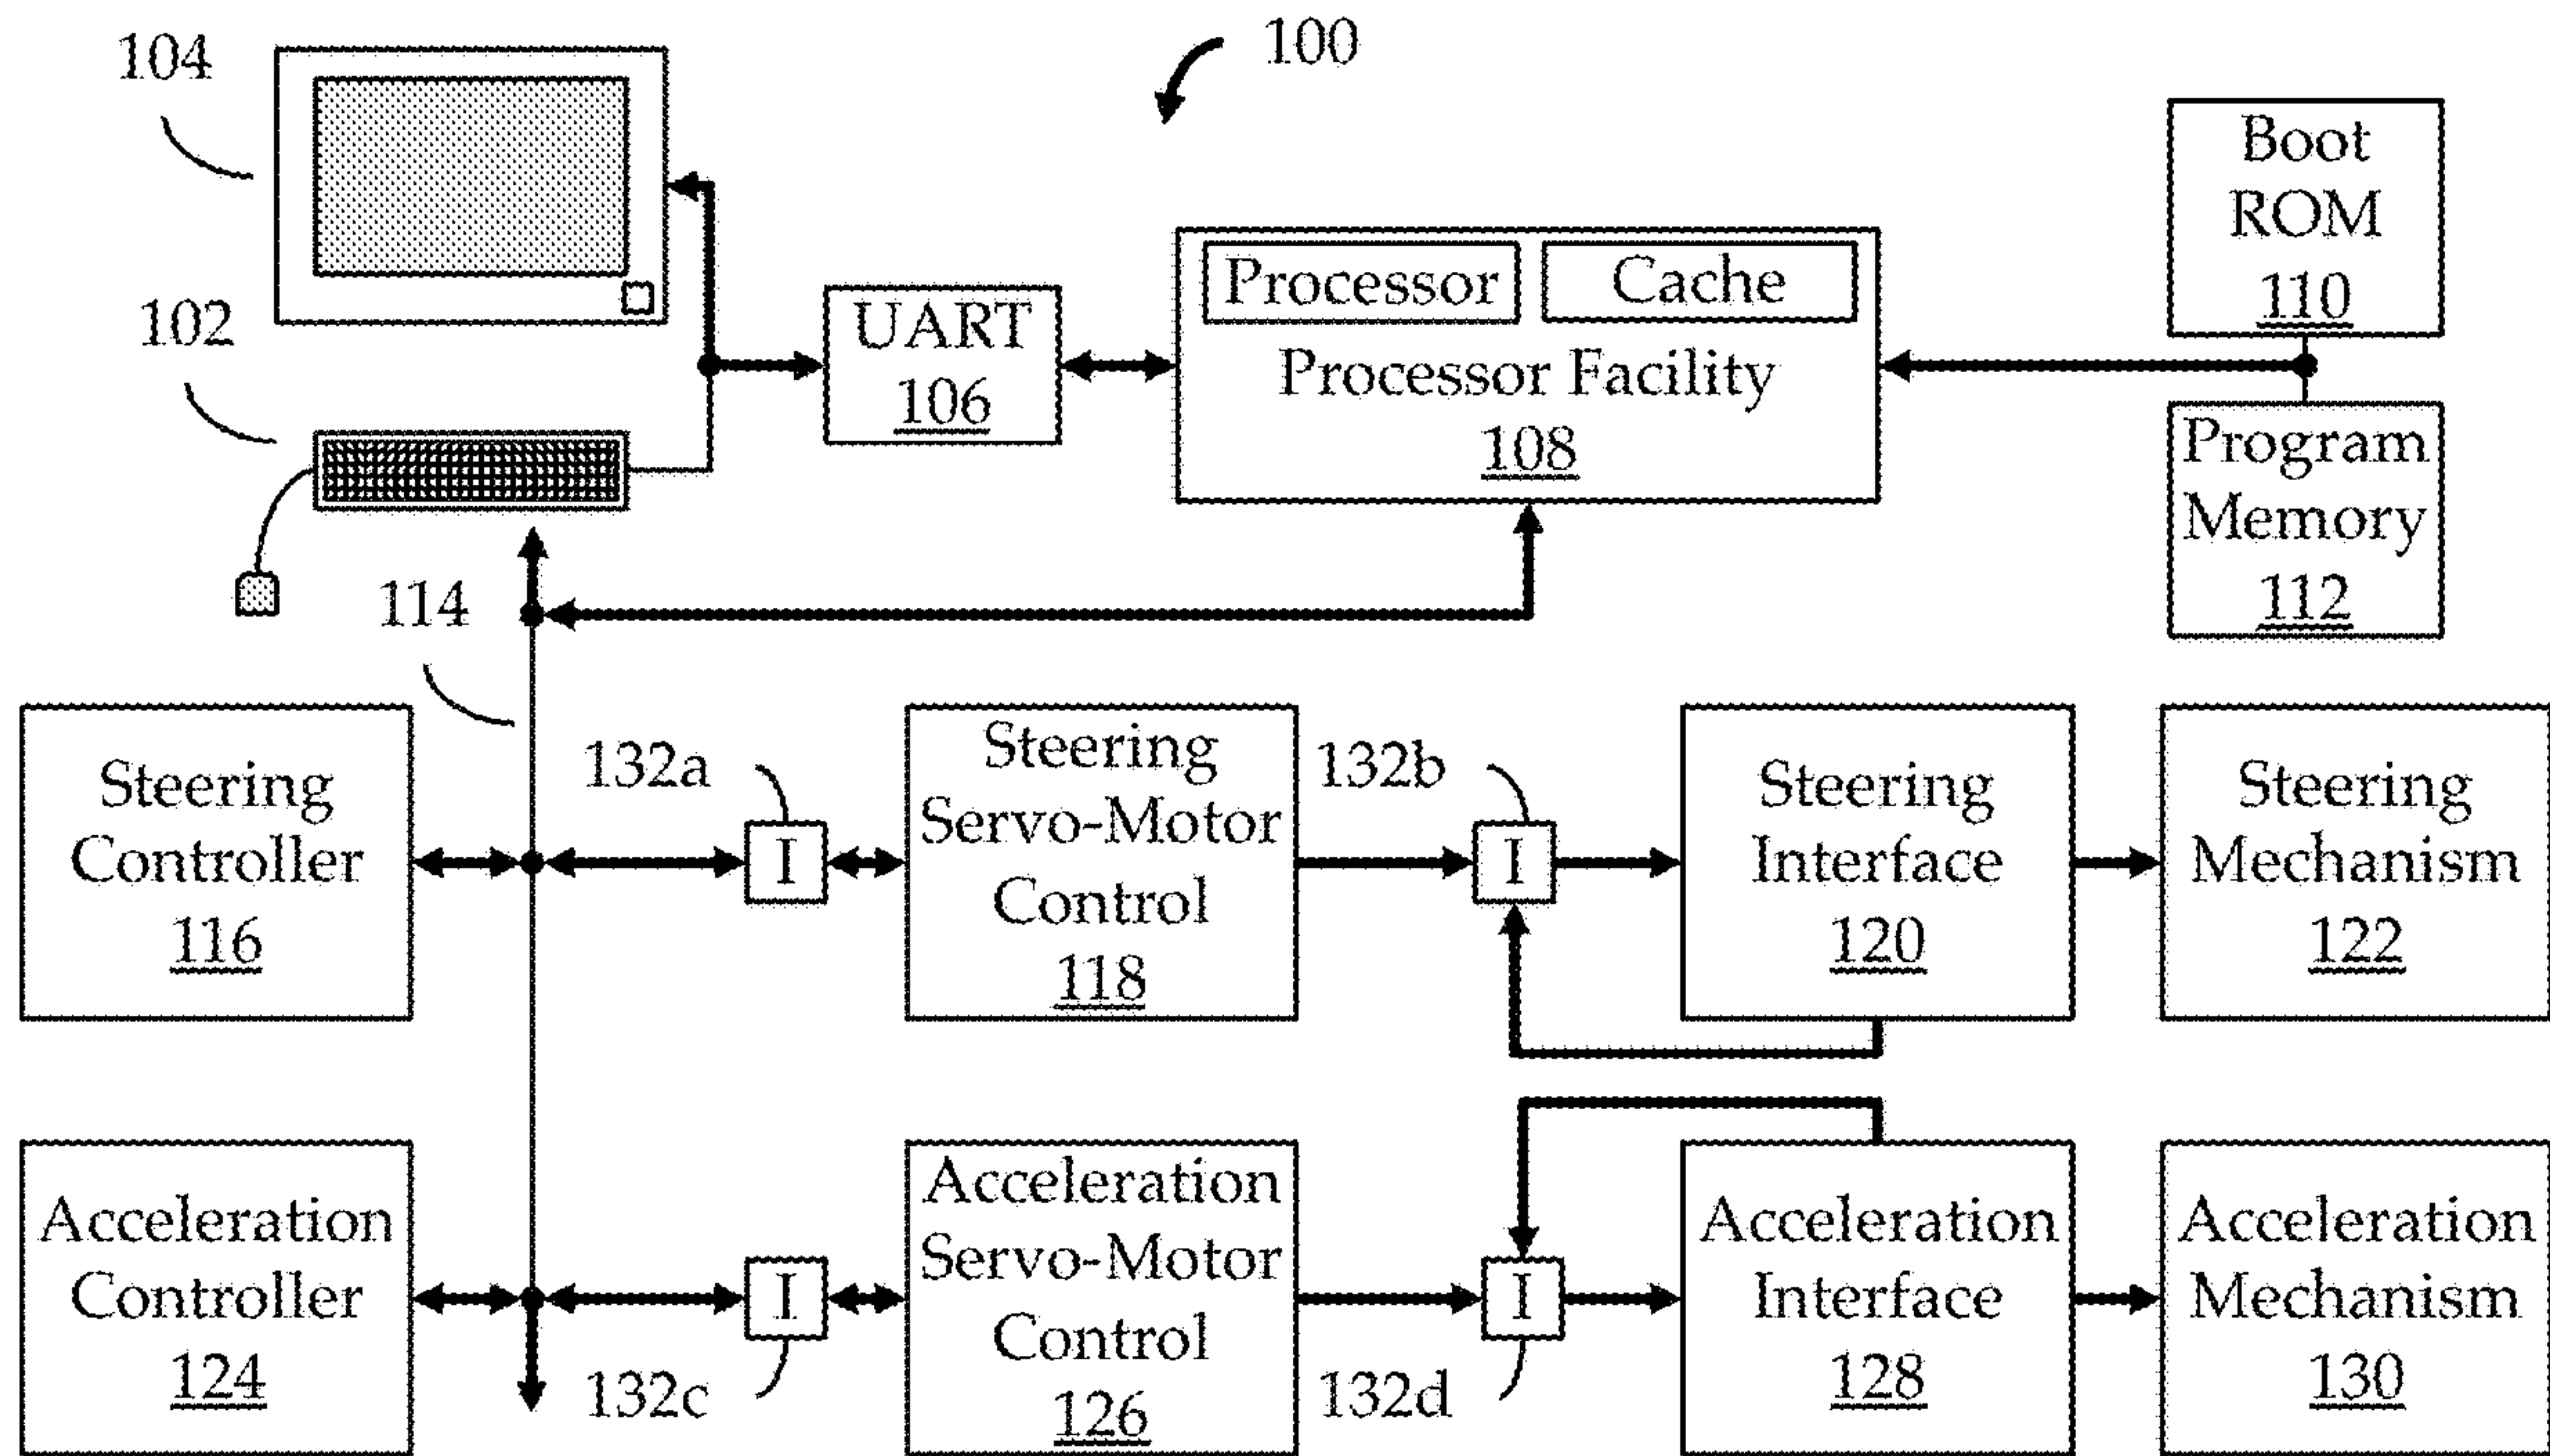 100
104
102
UART
106
Processor
Cache
Processor Facility
108
Boot
ROM
110
Program
Memory
112
114
Steering
Controller
116
132a
I
Steering
Servo-Motor
Control
118
132b
I
Steering
Interface
120
Steering
Mechanism
122
Acceleration
Controller
124
132c
I
Acceleration
Servo-Motor
Control
126
132d
I
Acceleration
Interface
128
Acceleration
Mechanism
130